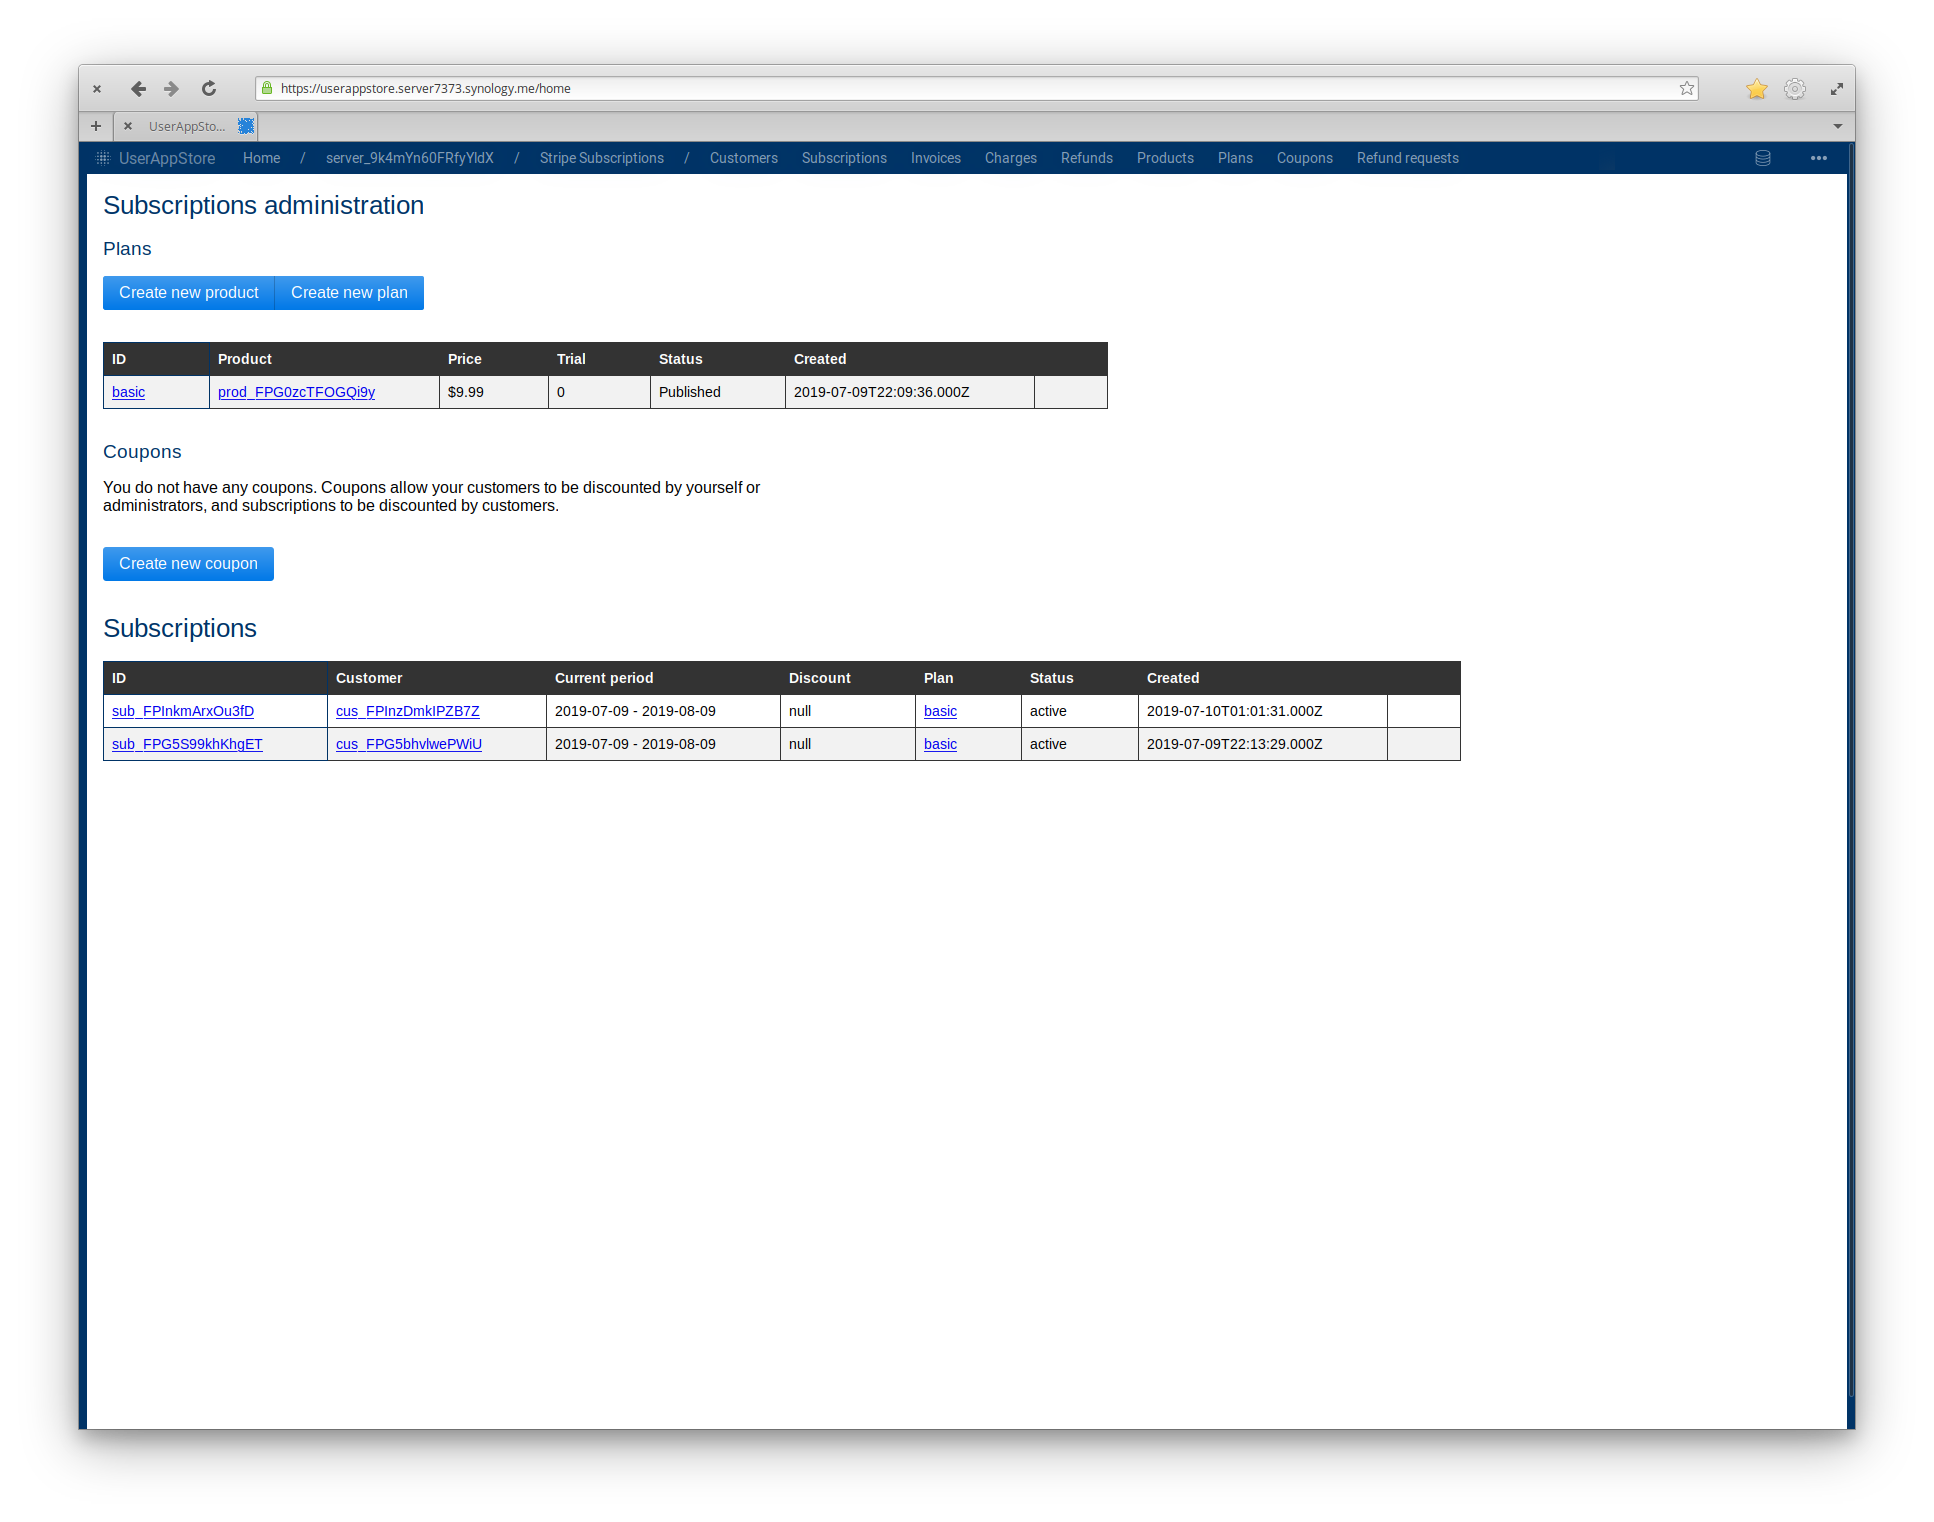 https://userappstore.server7373.synology.me/home
UserAppSto...
UserAppStore Home / server_9k4mYn60FRfyYldX / Stripe Subscriptions / Customers Subscriptions Invoices Charges Refunds Products Plans Coupons Refund requests
Subscriptions administration
Plans
Create new product Create new plan
ID Product Price Trial Status Created
basic prod_FPG0zcTFOGQi9y $9.99 0 Published 2019-07-09T22:09:36.000Z
Coupons
You do not have any coupons. Coupons allow your customers to be discounted by yourself or
administrators, and subscriptions to be discounted by customers.
Create new coupon
Subscriptions
ID Customer Current period Discount Plan Status Created
sub_FPInkmArxOu3fD cus_FPInzDmkIPZB7Z 2019-07-09 - 2019-08-09 null basic active 2019-07-10T01:01:31.000Z
sub_FPG5S99khKhgET cus_FPG5bhvlwePWiU 2019-07-09 - 2019-08-09 null basic active 2019-07-09T22:13:29.000Z